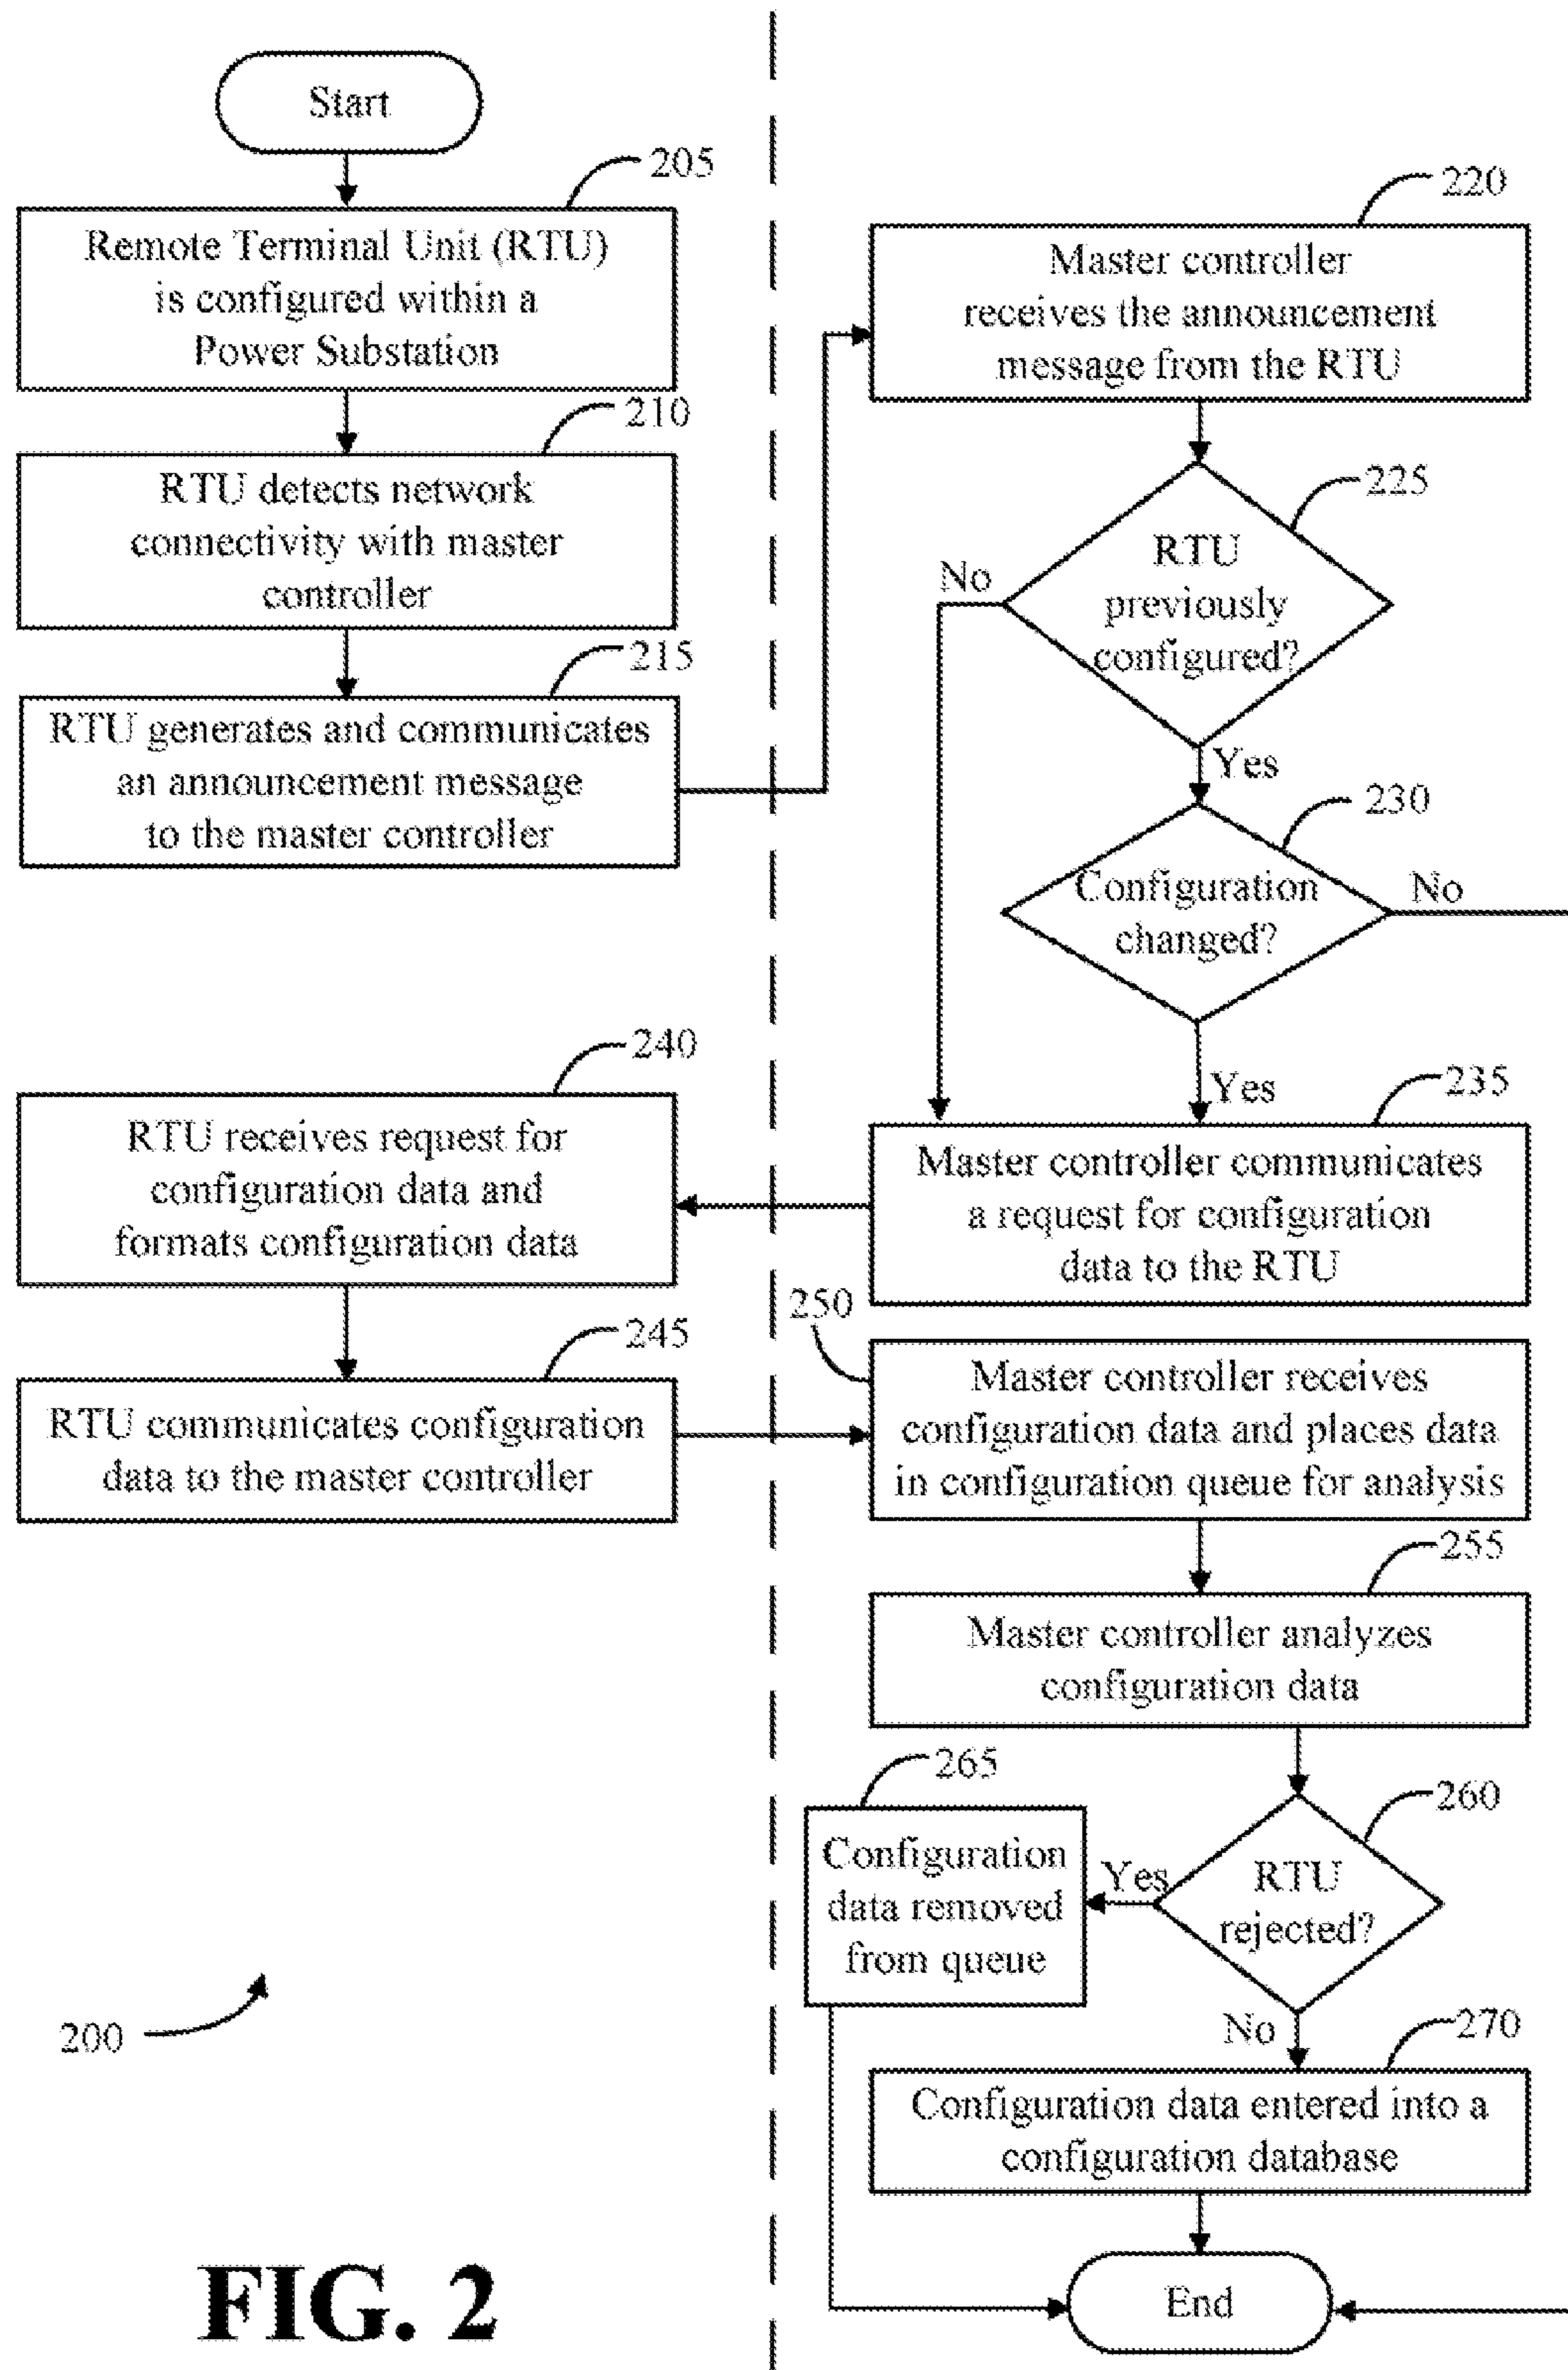 Start
205
Remote Terminal Unit (RTU)
is configured within a
Power Substation
210
RTU detects network
connectivity with master
controller
215
RTU generates and communicates
an announcement message
to the master controller
220
Master controller
receives the announcement
message from the RTU
225
RTU
previously
configured?
No
Yes
230
Configuration
changed?
No
Yes
235
Master controller communicates
a request for configuration
data to the RTU
240
RTU receives request for
configuration data and
formats configuration data
245
RTU communicates configuration
data to the master controller
250
Master controller receives
configuration data and places data
in configuration queue for analysis
255
Master controller analyzes
configuration data
260
RTU
rejected?
Yes
265
Configuration
data removed
from queue
No
270
Configuration data entered into a
configuration database
End
200
FIG. 2